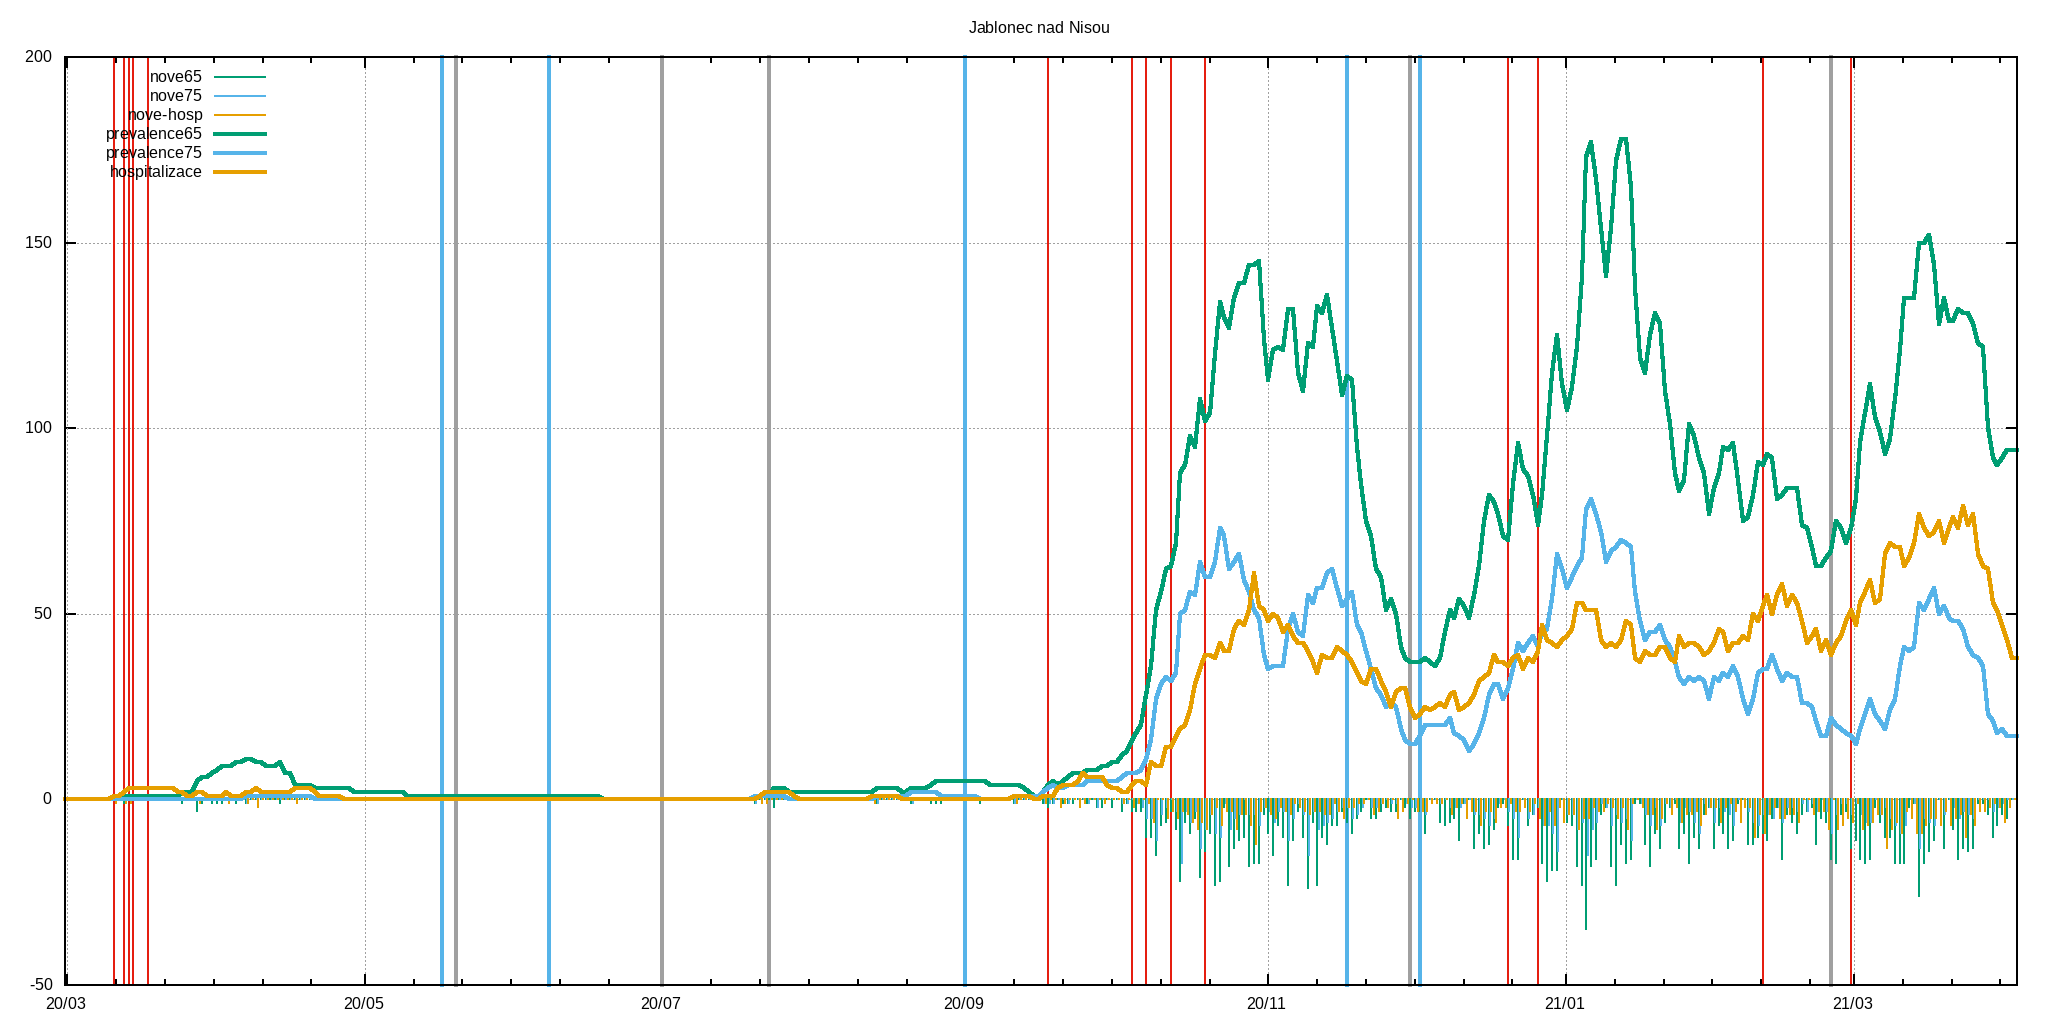 Jablonec nad Nisou
200
150
100
50
0
-50
nove65
nove75
nove-hosp
prevalence65
prevalence75
hospitalizace
20/03 20/05 20/07 20/09 20/11 21/01 21/03